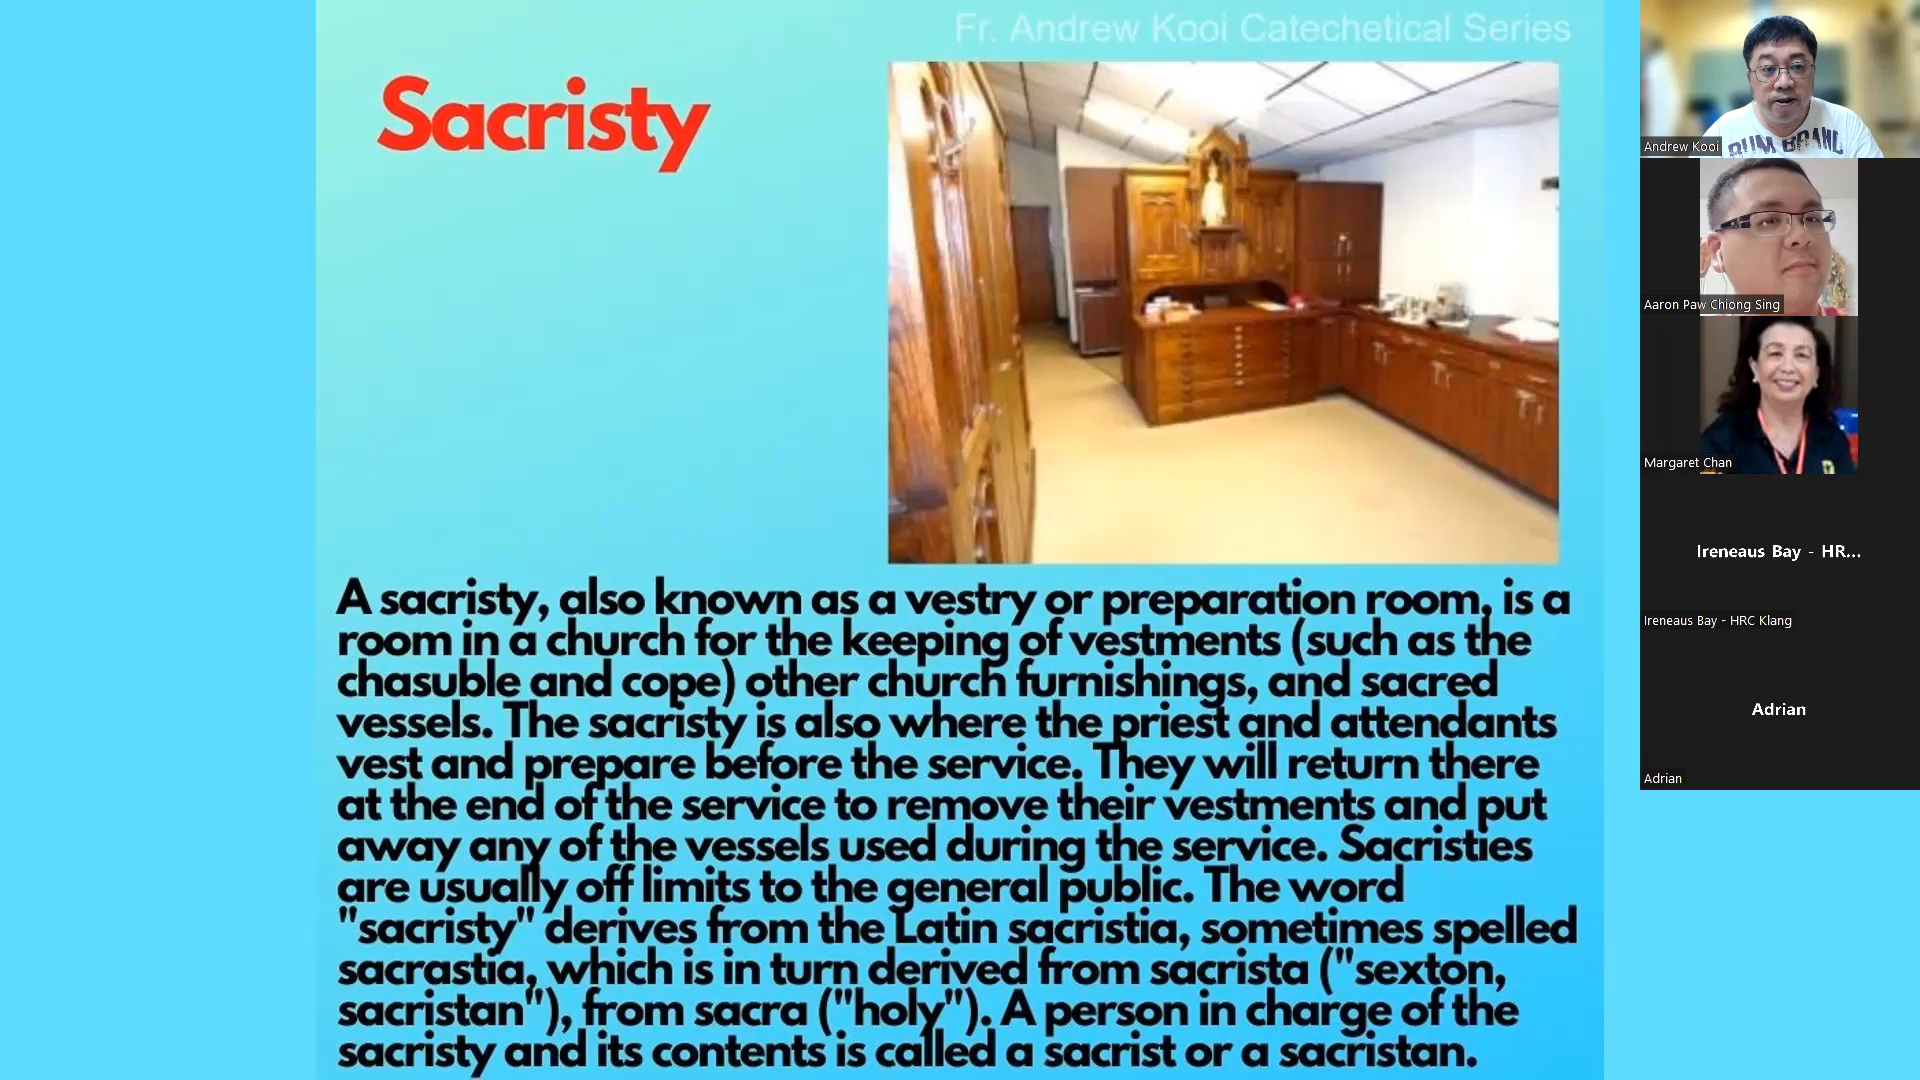 Fr. Andrew Kooi Catechetical Series
Sacristy
A sacristy, also known as a vestry or preparation room, is a
room in a church for the keeping of vestments (such as the
chasuble and cope) other church furnishings, and sacred
vessels. The sacristy is also where the priest and attendants
vest and prepare before the service. They will return there
at the end of the service to remove their vestments and put
away any of the vessels used during the service. Sacristies
are usually off limits to the general public. The word
"sacristy" derives from the Latin sacristia, sometimes spelled
sacrastia, which is in turn derived from sacrista ("sexton,
sacristan"), from sacra ("holy"). A person in charge of the
sacristy and its contents is called a sacrist or a sacristan.
BUM BRAND
Andrew Kooi
Aaron Paw Chiong Sing
Margaret Chan
Ireneaus Bay - HR...
Ireneaus Bay - HRC Klang
Adrian
Adrian